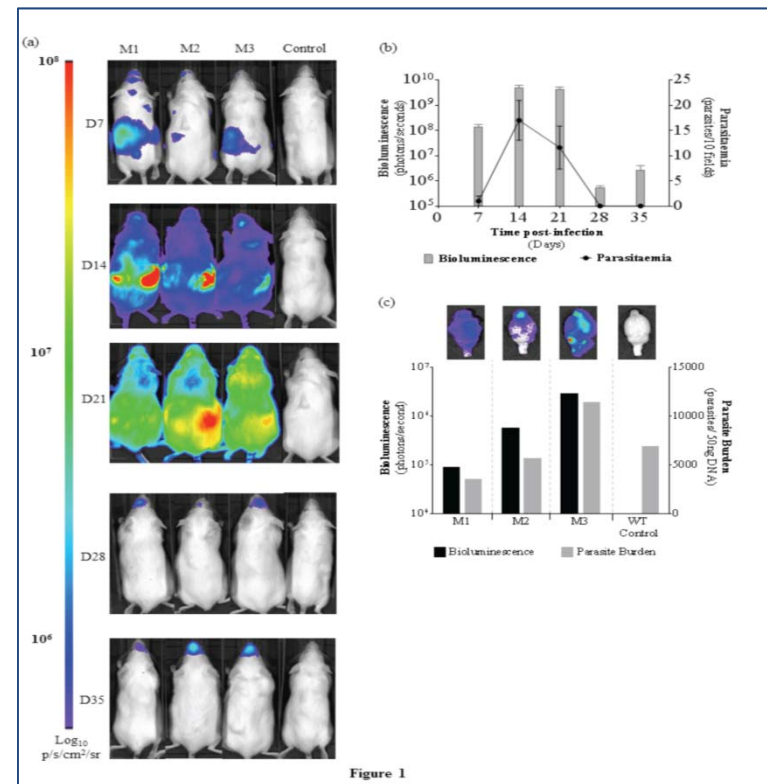 (a)
M1 M2 M3 Control
10⁸
D7
D14
10⁷
D21
D28
10⁶
D35
Log₁₀
p/s/cm²/sr
(b)
Bioluminescence
(photons/seconds)
10¹⁰
10⁹
10⁸
10⁷
10⁶
10⁵
Parasitaemia
(parasites/10 fields)
25
20
15
10
5
0
0 7 14 21 28 35
Time post-infection
(Days)
Bioluminescence Parasitaemia
(c)
Bioluminescence
(photons/second)
10⁷
10⁷
10⁴
Parasite Burden
(parasites/ 50ng DNA)
15000
10000
5000
0
M1 M2 M3 WT
Control
Bioluminescence Parasite Burden
Figure 1